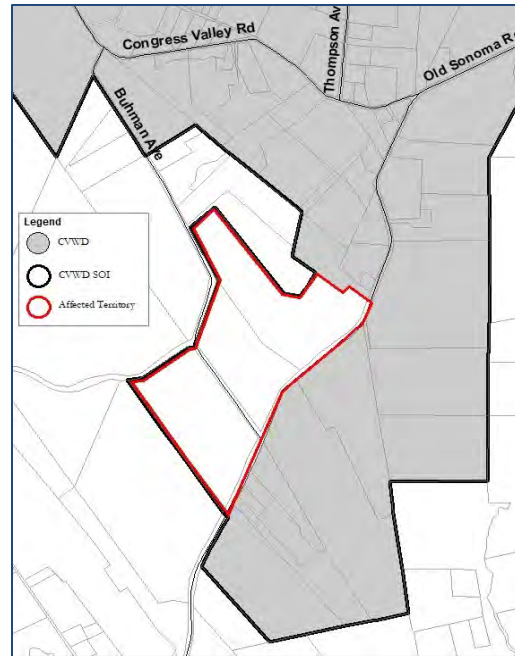 Congress Valley Rd
Thompson Av
Old Sonoma R
Buhman Ave
Legend
CVWD
CVWD SOI
Affected Territory